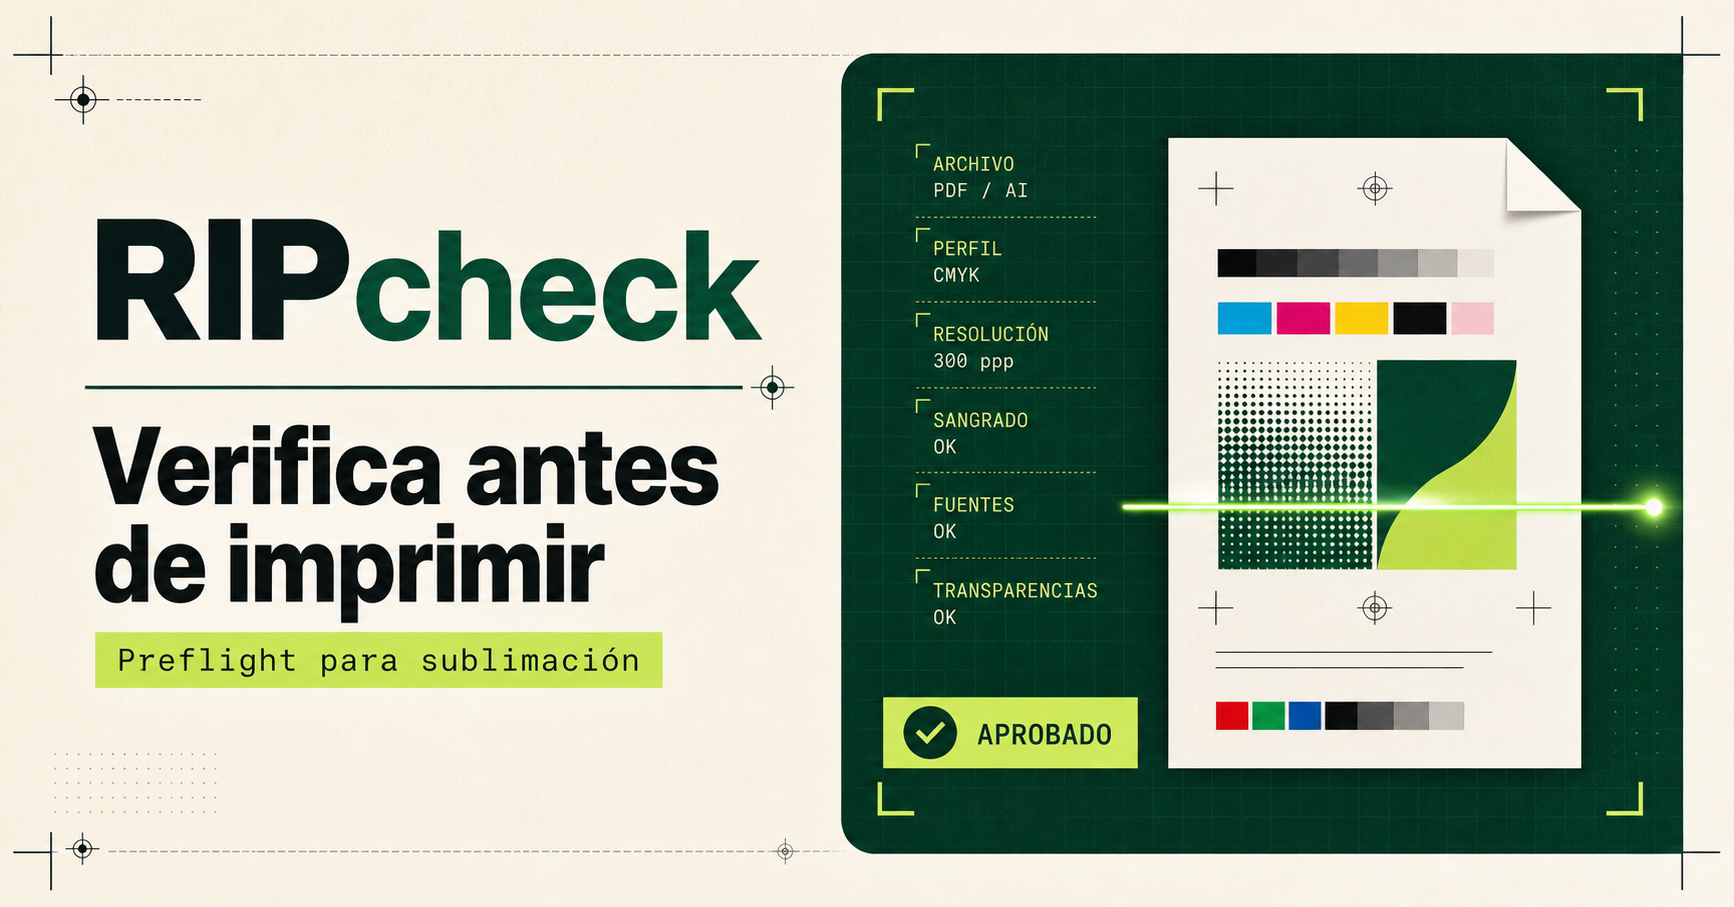 RIPcheck
Verifica antes
de imprimir
Preflight para sublimación
ARCHIVO
PDF / AI
PERFIL
CMYK
RESOLUCIÓN
300 ppp
SANGRADO
OK
FUENTES
OK
TRANSPARENCIAS
OK
APROBADO